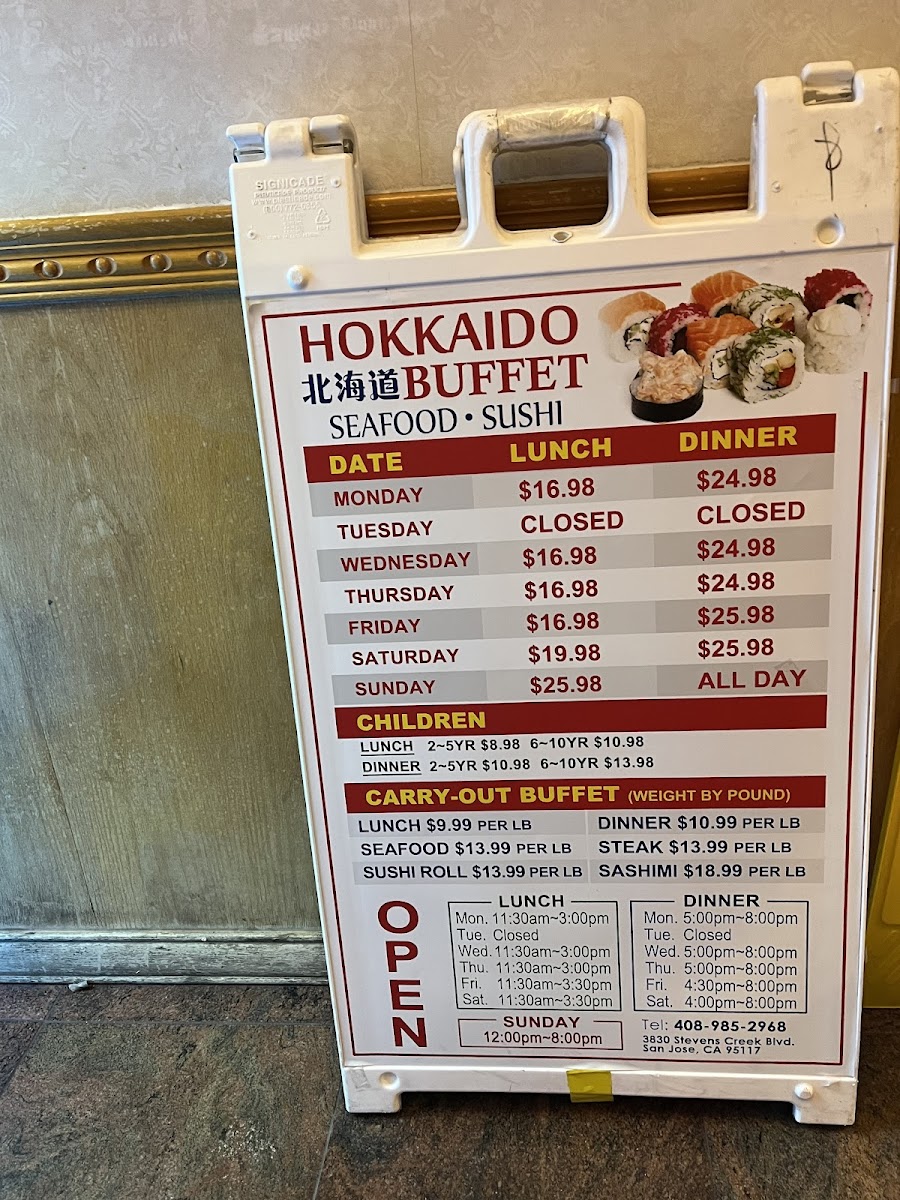 SIGNICADE
HOKKAIDO
北海道BUFFET
SEAFOOD • SUSHI
DATE LUNCH DINNER
MONDAY $16.98 $24.98
TUESDAY CLOSED CLOSED
WEDNESDAY $16.98 $24.98
THURSDAY $16.98 $24.98
FRIDAY $16.98 $25.98
SATURDAY $19.98 $25.98
SUNDAY $25.98 ALL DAY
CHILDREN
LUNCH 2~5YR $8.98 6~10YR $10.98
DINNER 2~5YR $10.98 6~10YR $13.98
CARRY-OUT BUFFET (WEIGHT BY POUND)
LUNCH $9.99 PER LB DINNER $10.99 PER LB
SEAFOOD $13.99 PER LB STEAK $13.99 PER LB
SUSHI ROLL $13.99 PER LB SASHIMI $18.99 PER LB
OPEN
LUNCH
Mon. 11:30am~3:00pm
Tue. Closed
Wed. 11:30am~3:00pm
Thu. 11:30am~3:00pm
Fri. 11:30am~3:30pm
Sat. 11:30am~3:30pm
SUNDAY
12:00pm~8:00pm
DINNER
Mon. 5:00pm~8:00pm
Tue. Closed
Wed. 5:00pm~8:00pm
Thu. 5:00pm~8:00pm
Fri. 4:30pm~8:00pm
Sat. 4:00pm~8:00pm
Tel: 408-985-2968
3830 Stevens Creek Blvd.
San Jose, CA 95117